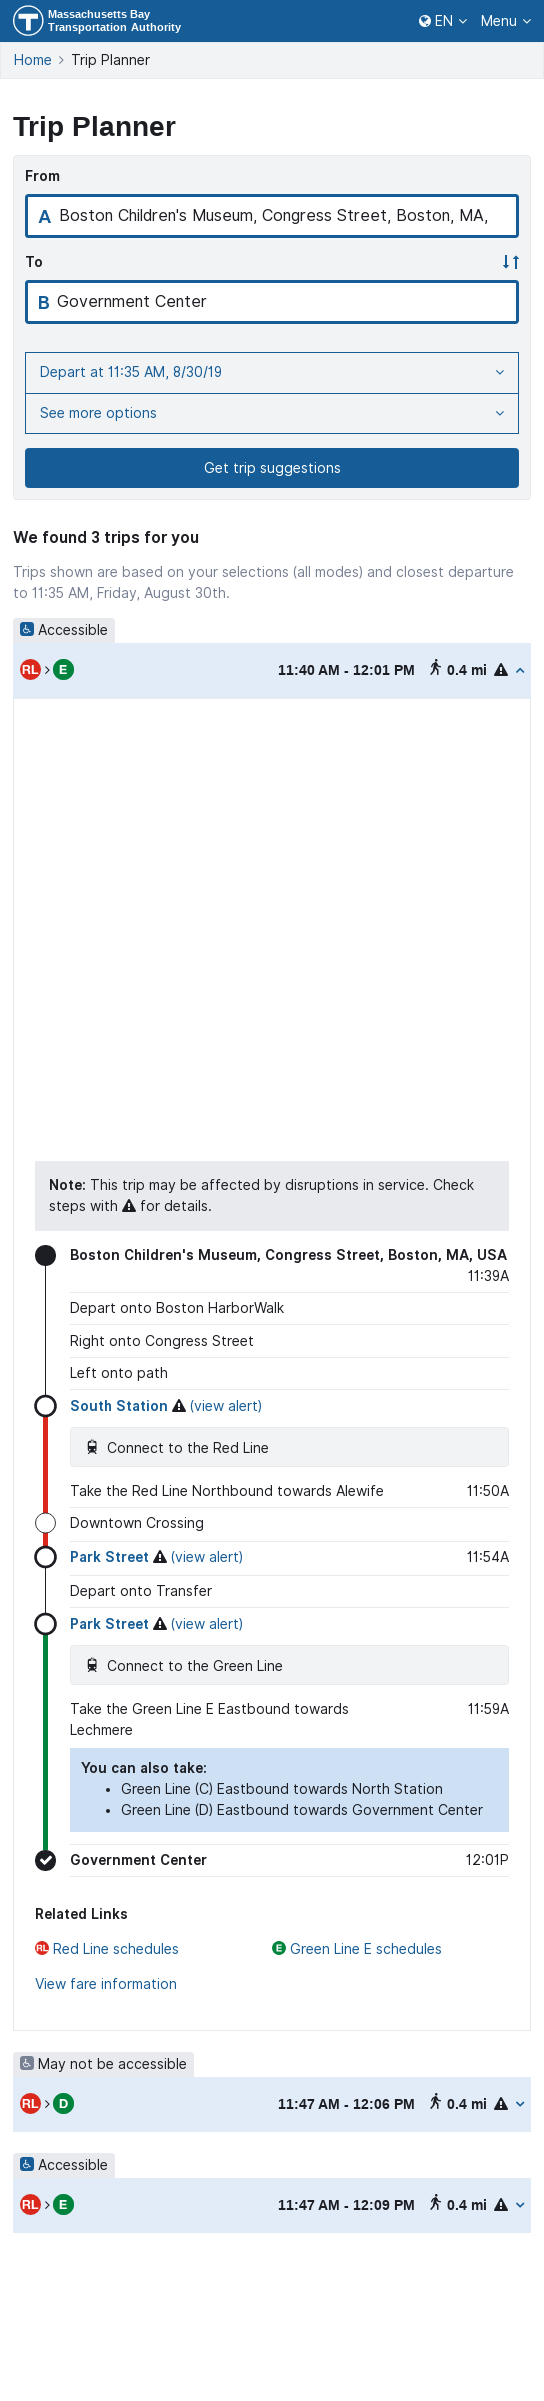 Massachusetts Bay
Transportation Authority
EN
Menu
Home > Trip Planner
Trip Planner
From
A Boston Children's Museum, Congress Street, Boston, MA,
To
B Government Center
Depart at 11:35 AM, 8/30/19
See more options
Get trip suggestions
We found 3 trips for you
Trips shown are based on your selections (all modes) and closest departure
to 11:35 AM, Friday, August 30th.
Accessible
RL > E 11:40 AM - 12:01 PM 0.4 mi
Note: This trip may be affected by disruptions in service. Check
steps with for details.
Boston Children's Museum, Congress Street, Boston, MA, USA
11:39A
Depart onto Boston HarborWalk
Right onto Congress Street
Left onto path
South Station (view alert)
Connect to the Red Line
Take the Red Line Northbound towards Alewife 11:50A
Downtown Crossing
Park Street (view alert) 11:54A
Depart onto Transfer
Park Street (view alert)
Connect to the Green Line
Take the Green Line E Eastbound towards 11:59A
Lechmere
You can also take:
• Green Line (C) Eastbound towards North Station
• Green Line (D) Eastbound towards Government Center
Government Center 12:01P
Related Links
RL Red Line schedules E Green Line E schedules
View fare information
May not be accessible
RL > D 11:47 AM - 12:06 PM 0.4 mi
Accessible
RL > E 11:47 AM - 12:09 PM 0.4 mi